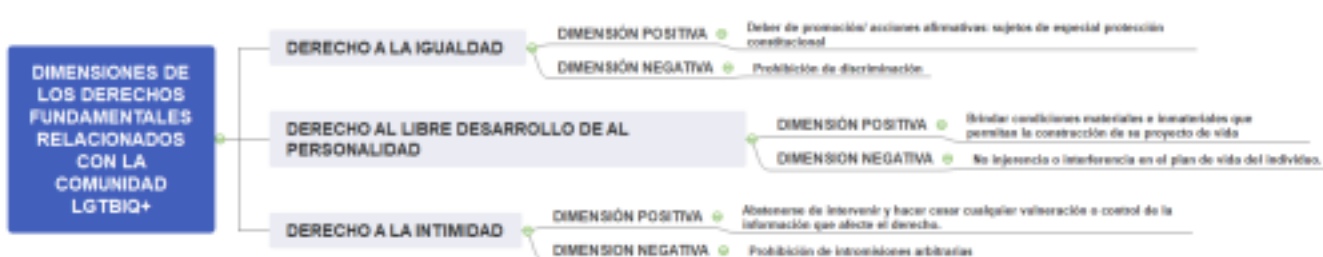 DIMENSIONES DE
LOS DERECHOS
FUNDAMENTALES
RELACIONADOS
CON LA
COMUNIDAD
LGTBIQ+
DERECHO A LA IGUALDAD
DIMENSIÓN POSITIVA
Deber de promoción/ acciones afirmativas: sujetos de especial protección
constitucional
DIMENSIÓN NEGATIVA
Prohibición de discriminación
DERECHO AL LIBRE DESARROLLO DE AL
PERSONALIDAD
DIMENSIÓN POSITIVA
Brindar condiciones materiales e inmateriales que
permitan la construcción de su proyecto de vida
DIMENSION NEGATIVA
No injerencia o interferencia en el plan de vida del individuo.
DERECHO A LA INTIMIDAD
DIMENSIÓN POSITIVA
Abstenerse de intervenir y hacer cesar cualquier vulneración o control de la
información que afecte el derecho.
DIMENSION NEGATIVA
Prohibición de intromisiones arbitrarias